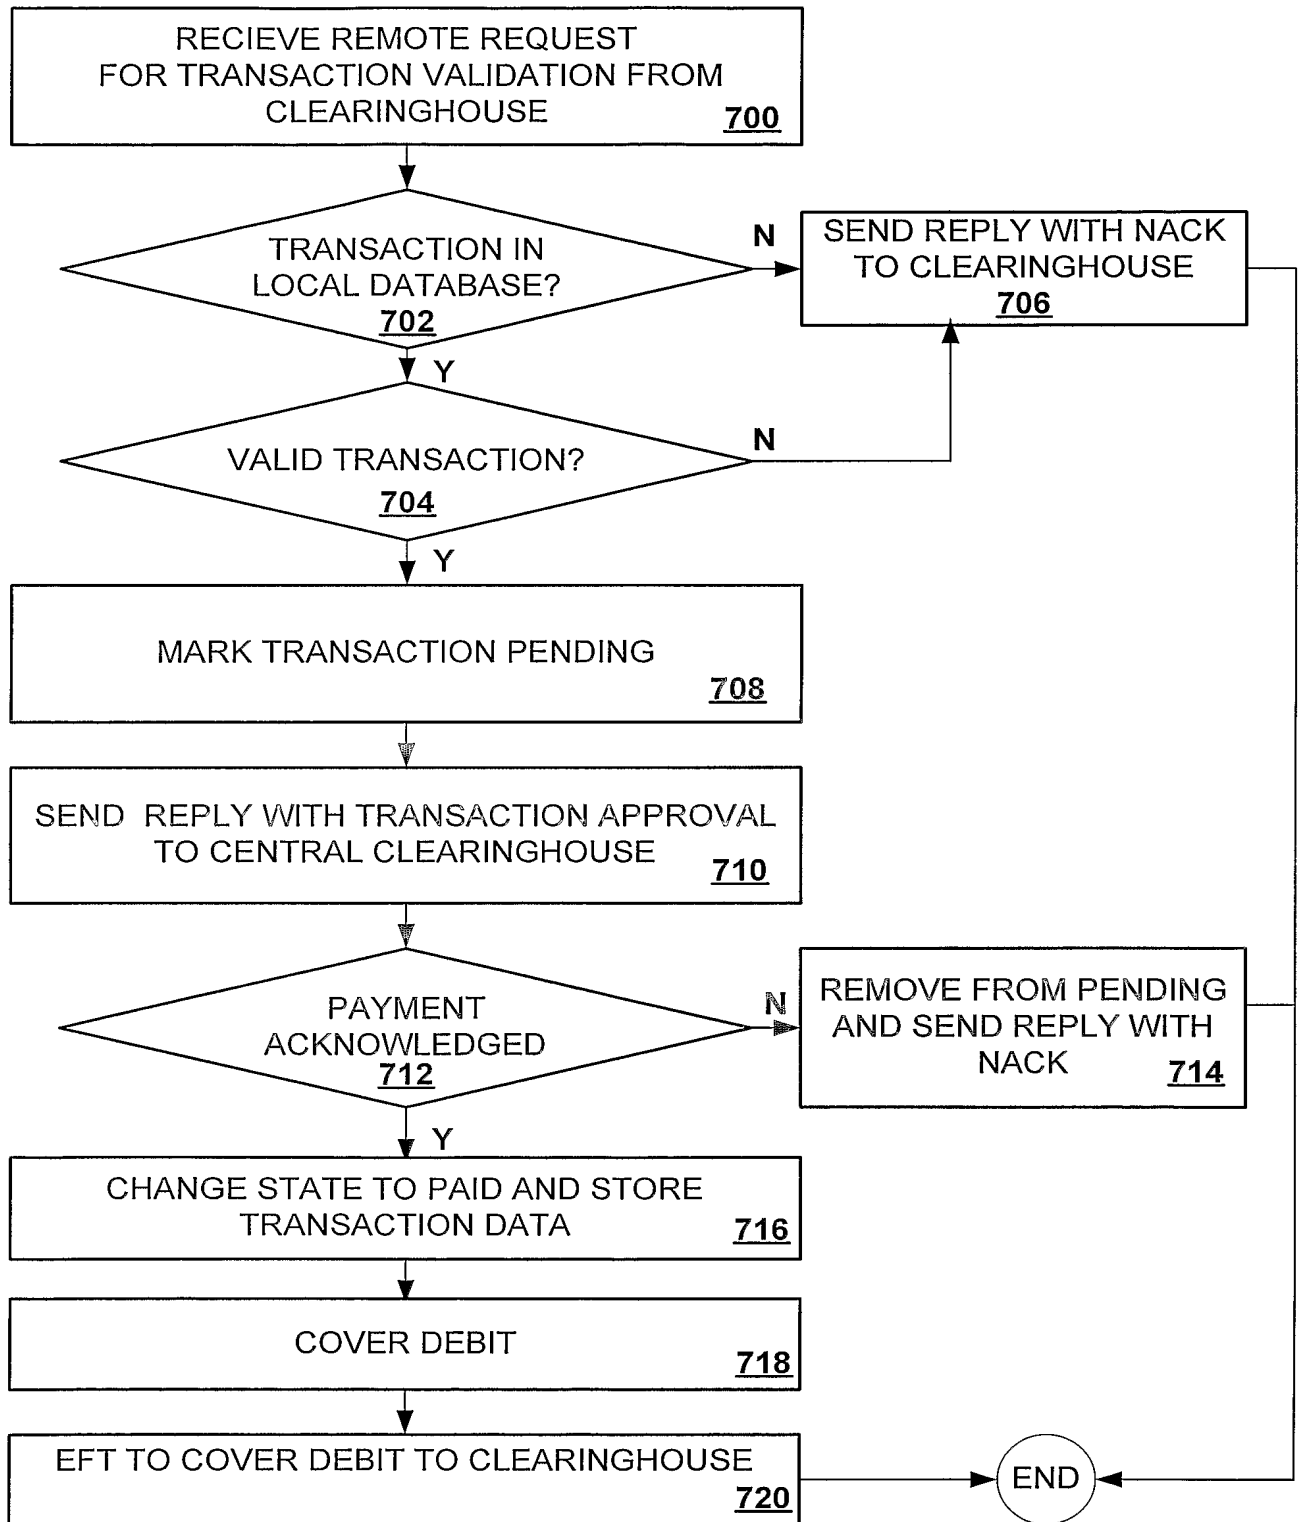 RECIEVE REMOTE REQUEST
FOR TRANSACTION VALIDATION FROM
CLEARINGHOUSE
700
TRANSACTION IN
LOCAL DATABASE?
702
N
SEND REPLY WITH NACK
TO CLEARINGHOUSE
706
Y
VALID TRANSACTION?
704
N
Y
MARK TRANSACTION PENDING
708
SEND REPLY WITH TRANSACTION APPROVAL
TO CENTRAL CLEARINGHOUSE
710
PAYMENT
ACKNOWLEDGED
712
N
REMOVE FROM PENDING
AND SEND REPLY WITH
NACK
714
Y
CHANGE STATE TO PAID AND STORE
TRANSACTION DATA
716
COVER DEBIT
718
EFT TO COVER DEBIT TO CLEARINGHOUSE
720
END